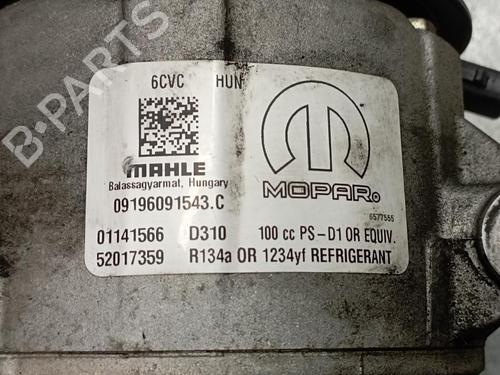 6CVC HUN
MAHLE
Balassagyarmat, Hungary
MOPAR®
09196091543.C
6577555
01141566 D310 100 cc PS-D1 OR EQUIV.
52017359 R134a OR 1234yf REFRIGERANT
B-PARTS